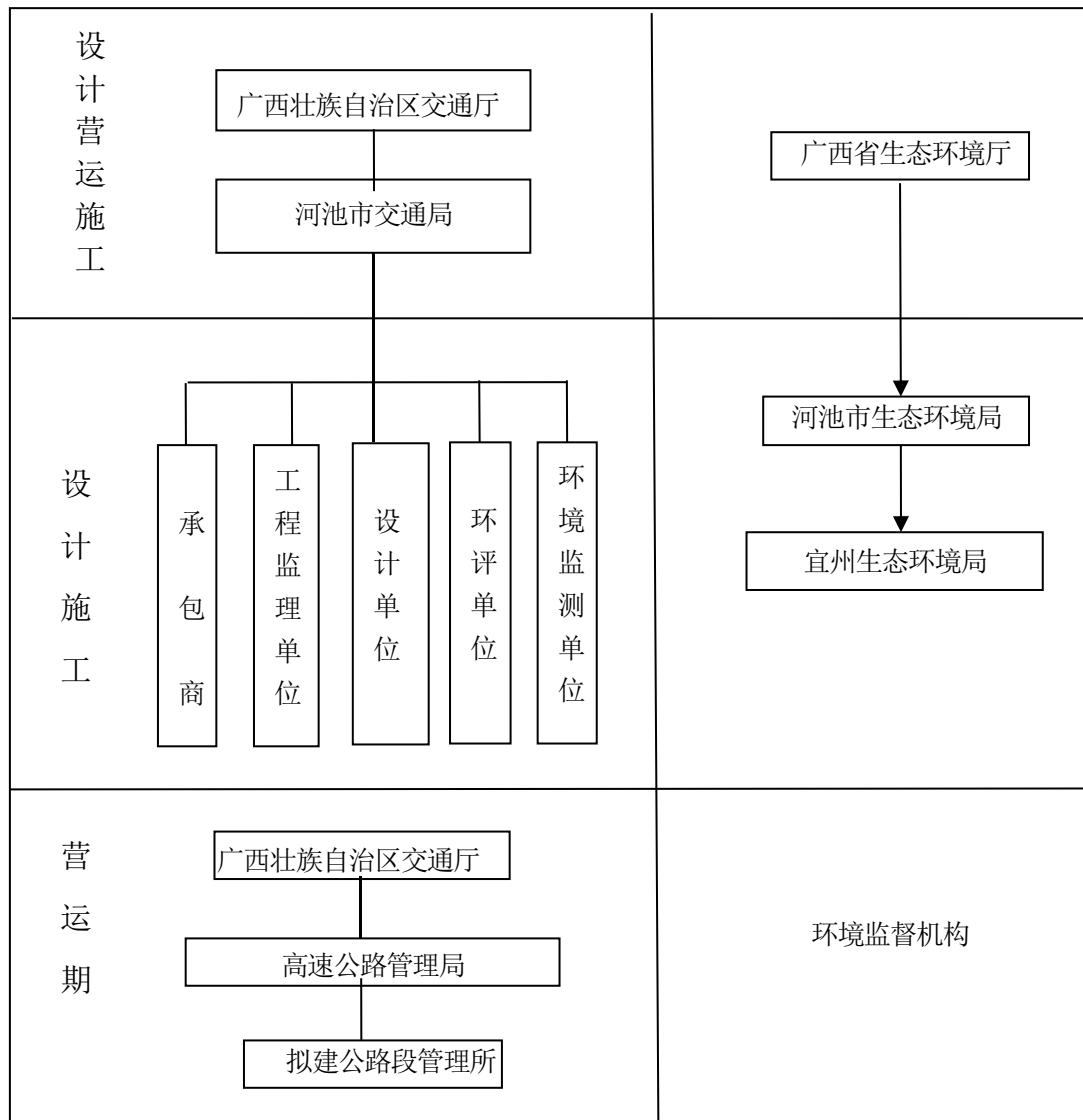 设计营运施工
广西壮族自治区交通厅
河池市交通局
广西省生态环境厅
设计施工
承包商
工程监理单位
设计单位
环评单位
环境监测单位
河池市生态环境局
宜州生态环境局
营运期
广西壮族自治区交通厅
高速公路管理局
拟建公路段管理所
环境监督机构